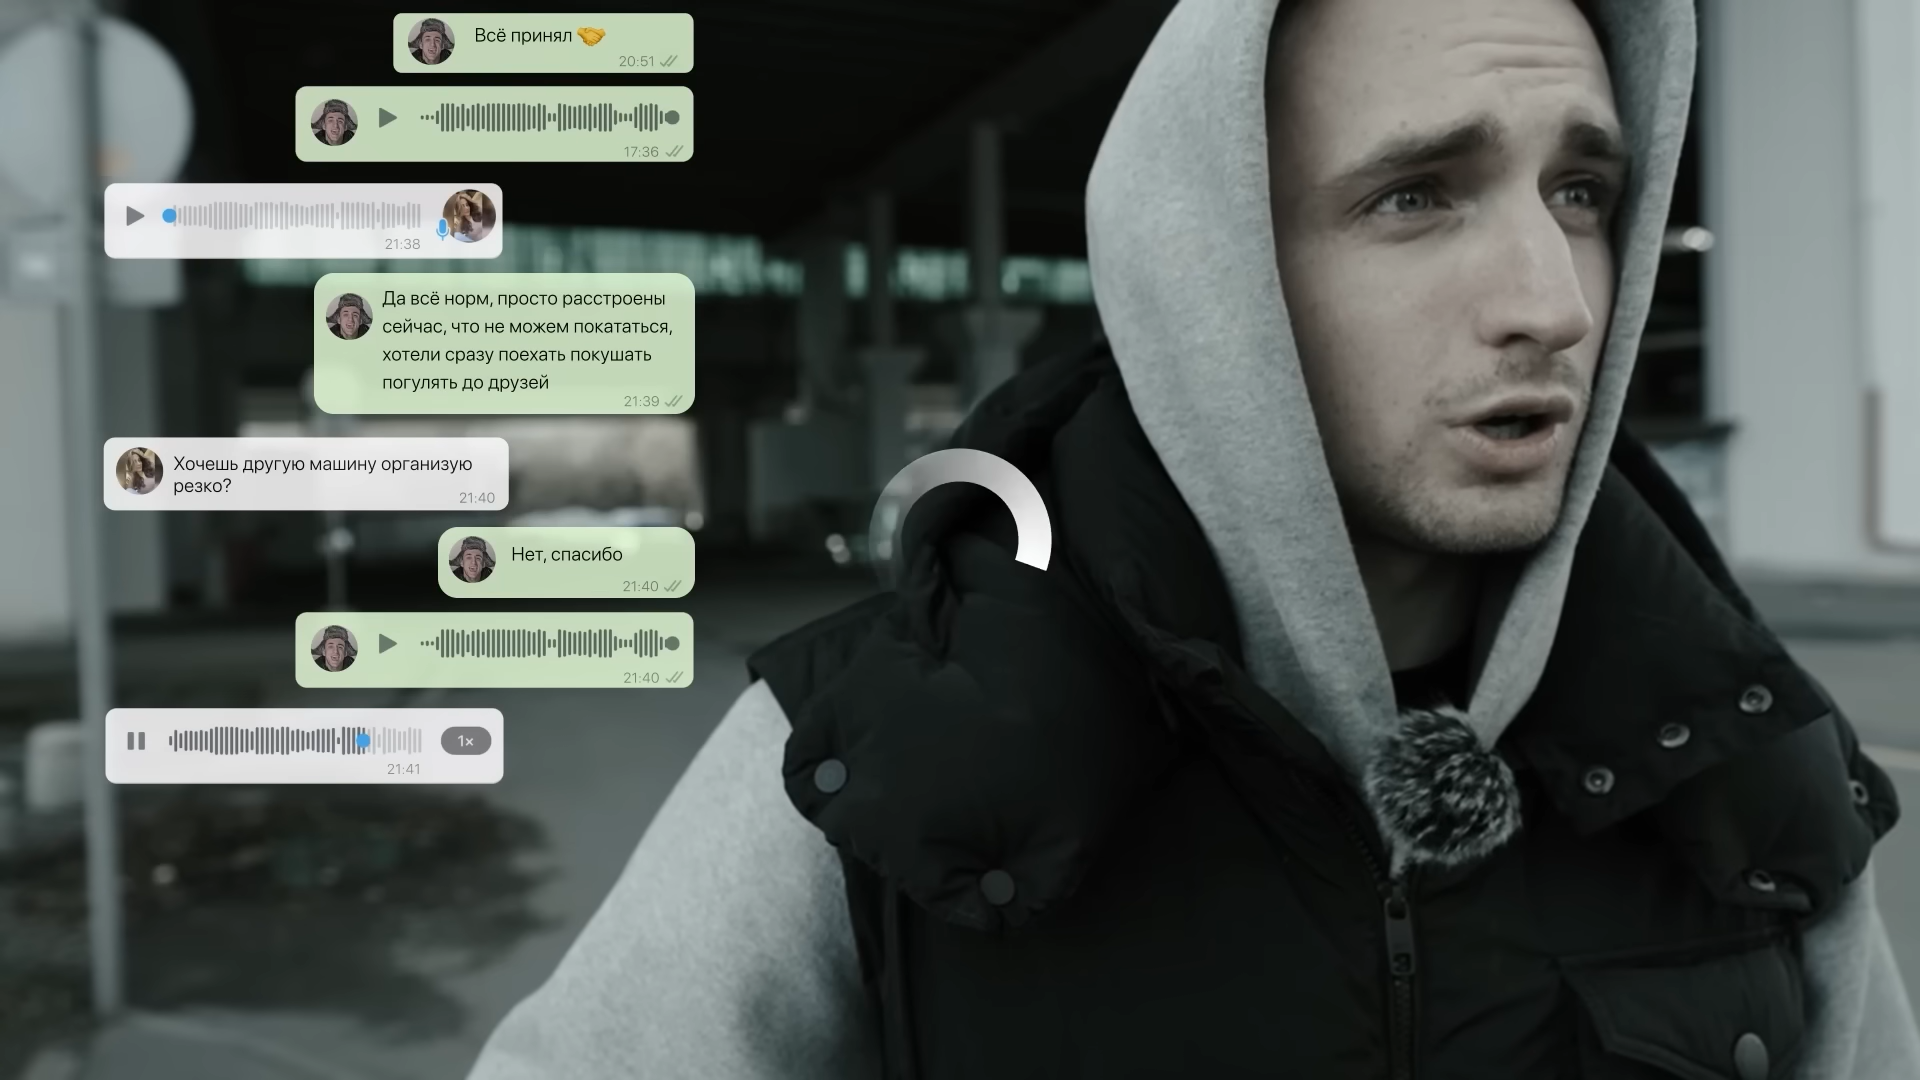 Всё принял 🤝
20:51
17:36
21:38
Да всё норм, просто расстроены
сейчас, что не можем покататься,
хотели сразу поехать покушать
погулять до друзей
21:39
Хочешь другую машину организую
резко?
21:40
Нет, спасибо
21:40
21:40
1×
21:41